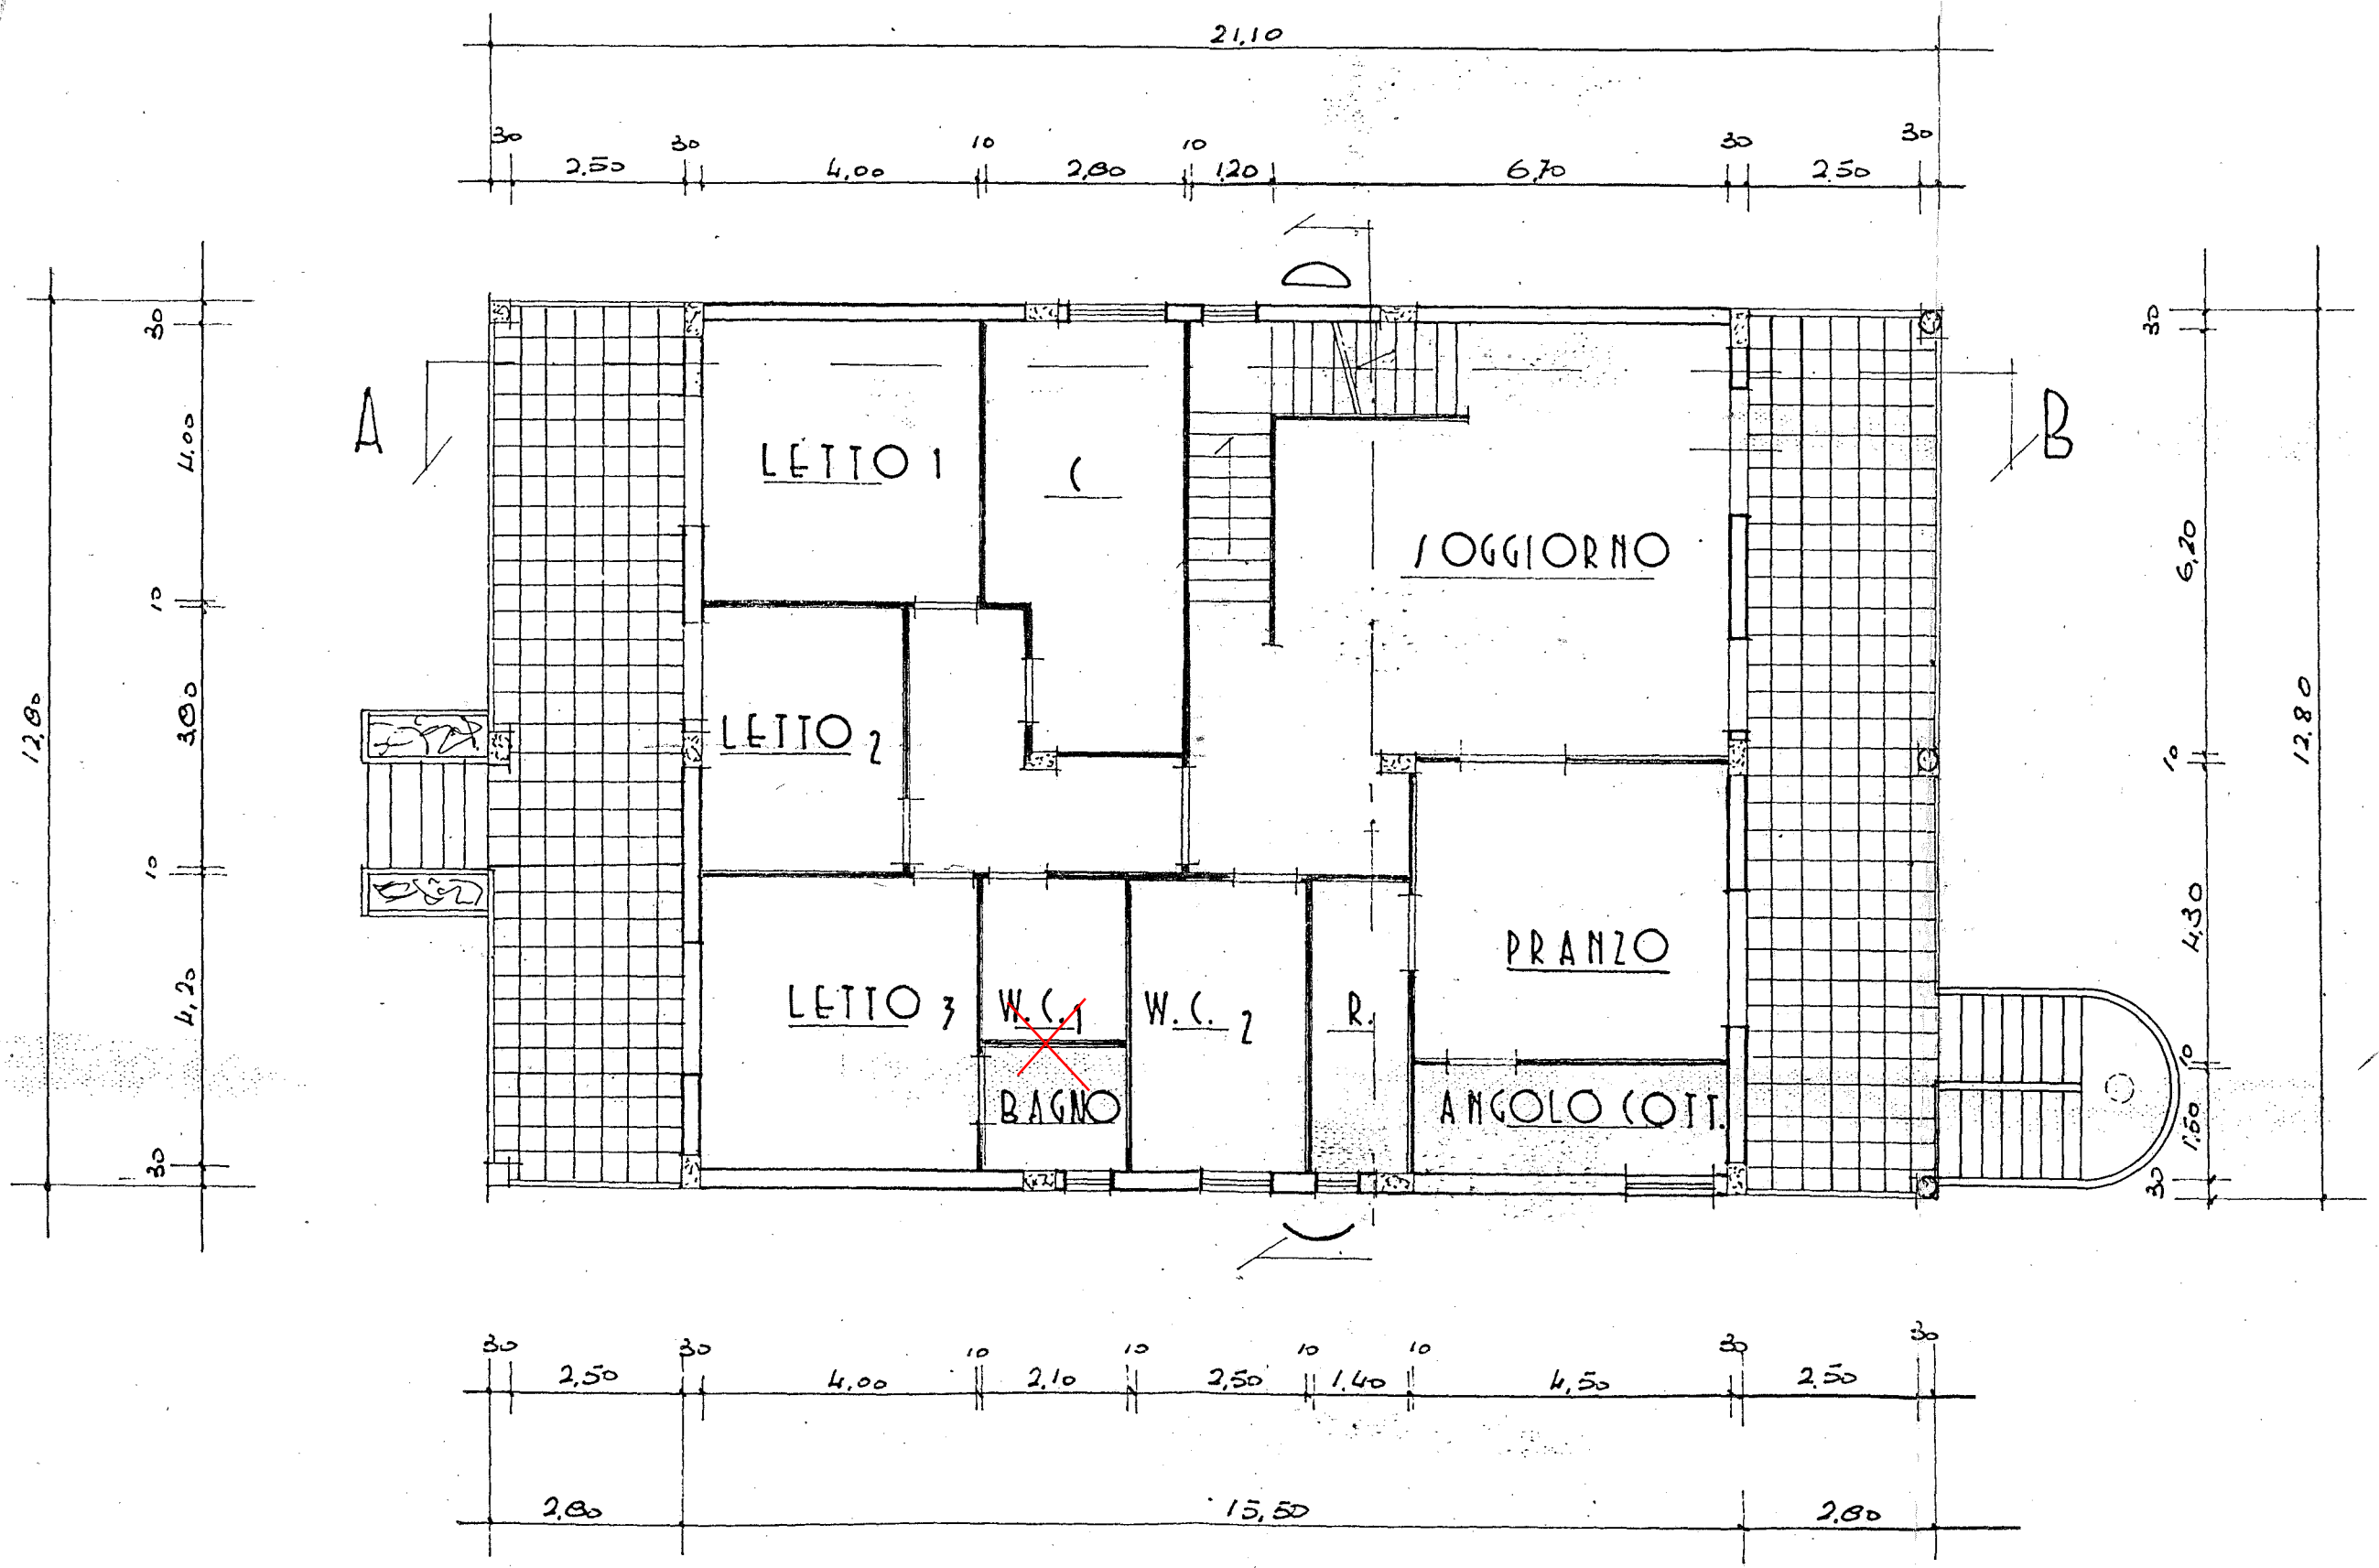 21,10
30 30 10 10 30 30
2,50 4,00 2,80 1,20 6,70 2,50
D
30
30
A
B
4,00
LETTO 1
C
SOGGIORNO
6,20
10
12,80
3,80
LETTO 2
12.80
10
10
4,30
PRANZO
4,20
LETTO 3
W.C. 1
W.C. 2
R.
10
BAGNO
ANGOLO COTT.
1,50
30
30
C
30 30 10 10 10 10 30 30
2,50 4,00 2,10 2,50 1,40 4,50 2,50
2,80 15,50 2,80